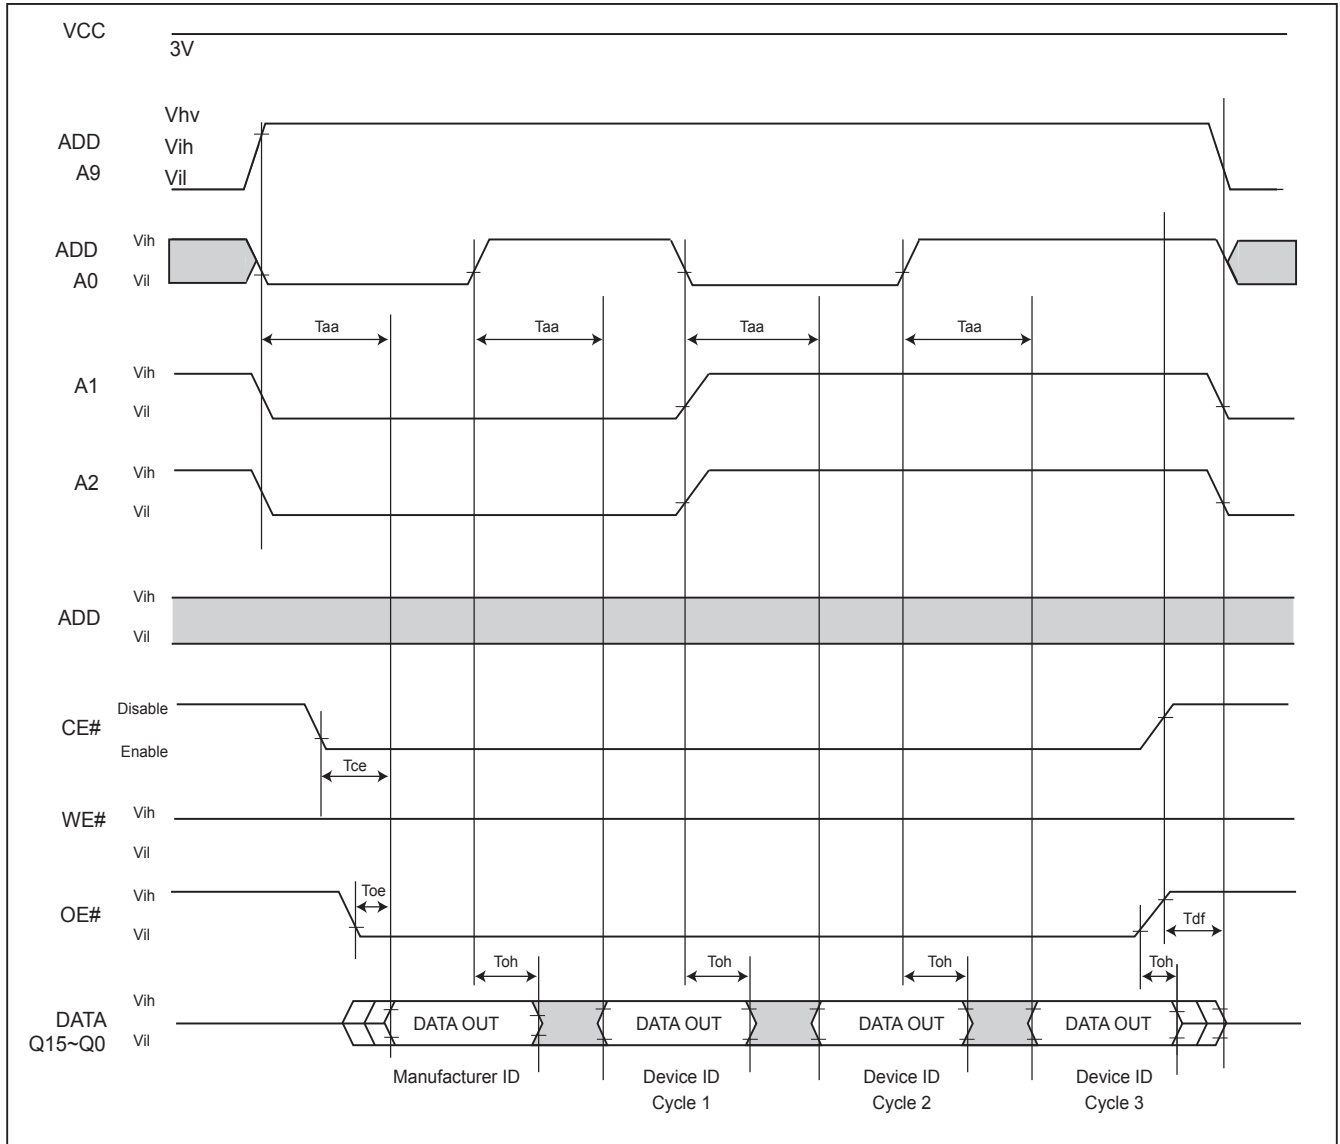 VCC
3V
Vhv
ADD
Vih
A9
Vil
ADD
Vih
A0
Vil
Taa
Taa
Taa
Taa
A1
Vih
Vil
A2
Vih
Vil
ADD
Vih
Vil
CE#
Disable
Enable
Tce
WE#
Vih
Vil
OE#
Vih
Vil
Toe
Tdf
Toh
Toh
Toh
Toh
DATA
Q15~Q0
Vih
Vil
DATA OUT
DATA OUT
DATA OUT
DATA OUT
Manufacturer ID
Device ID
Cycle 1
Device ID
Cycle 2
Device ID
Cycle 3